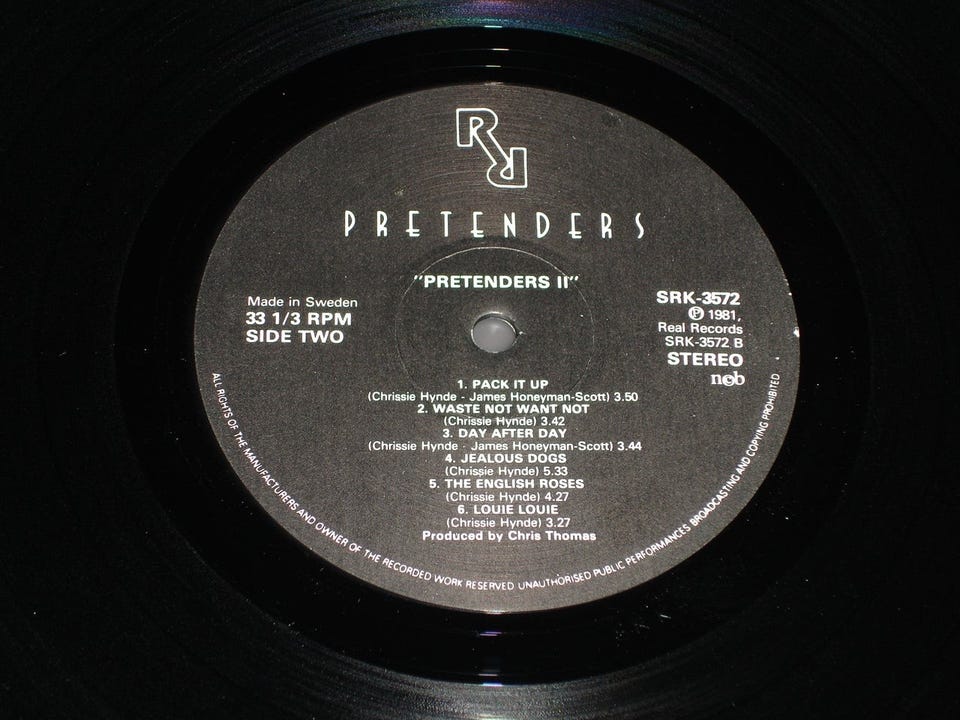 RR
PRETENDERS
"PRETENDERS II"
Made in Sweden
33 1/3 RPM
SIDE TWO
SRK-3572
Ⓟ 1981,
Real Records
SRK-3572 B
STEREO
ncb
1. PACK IT UP
(Chrissie Hynde - James Honeyman-Scott) 3.50
2. WASTE NOT WANT NOT
(Chrissie Hynde) 3.42
3. DAY AFTER DAY
(Chrissie Hynde - James Honeyman-Scott) 3.44
4. JEALOUS DOGS
(Chrissie Hynde) 5.33
5. THE ENGLISH ROSES
(Chrissie Hynde) 4.27
6. LOUIE LOUIE
(Chrissie Hynde) 3.27
Produced by Chris Thomas
ALL RIGHTS OF THE MANUFACTURERS AND OWNER OF THE RECORDED WORK RESERVED UNAUTHORISED PUBLIC PERFORMANCES BROADCASTING AND COPYING PROHIBITED